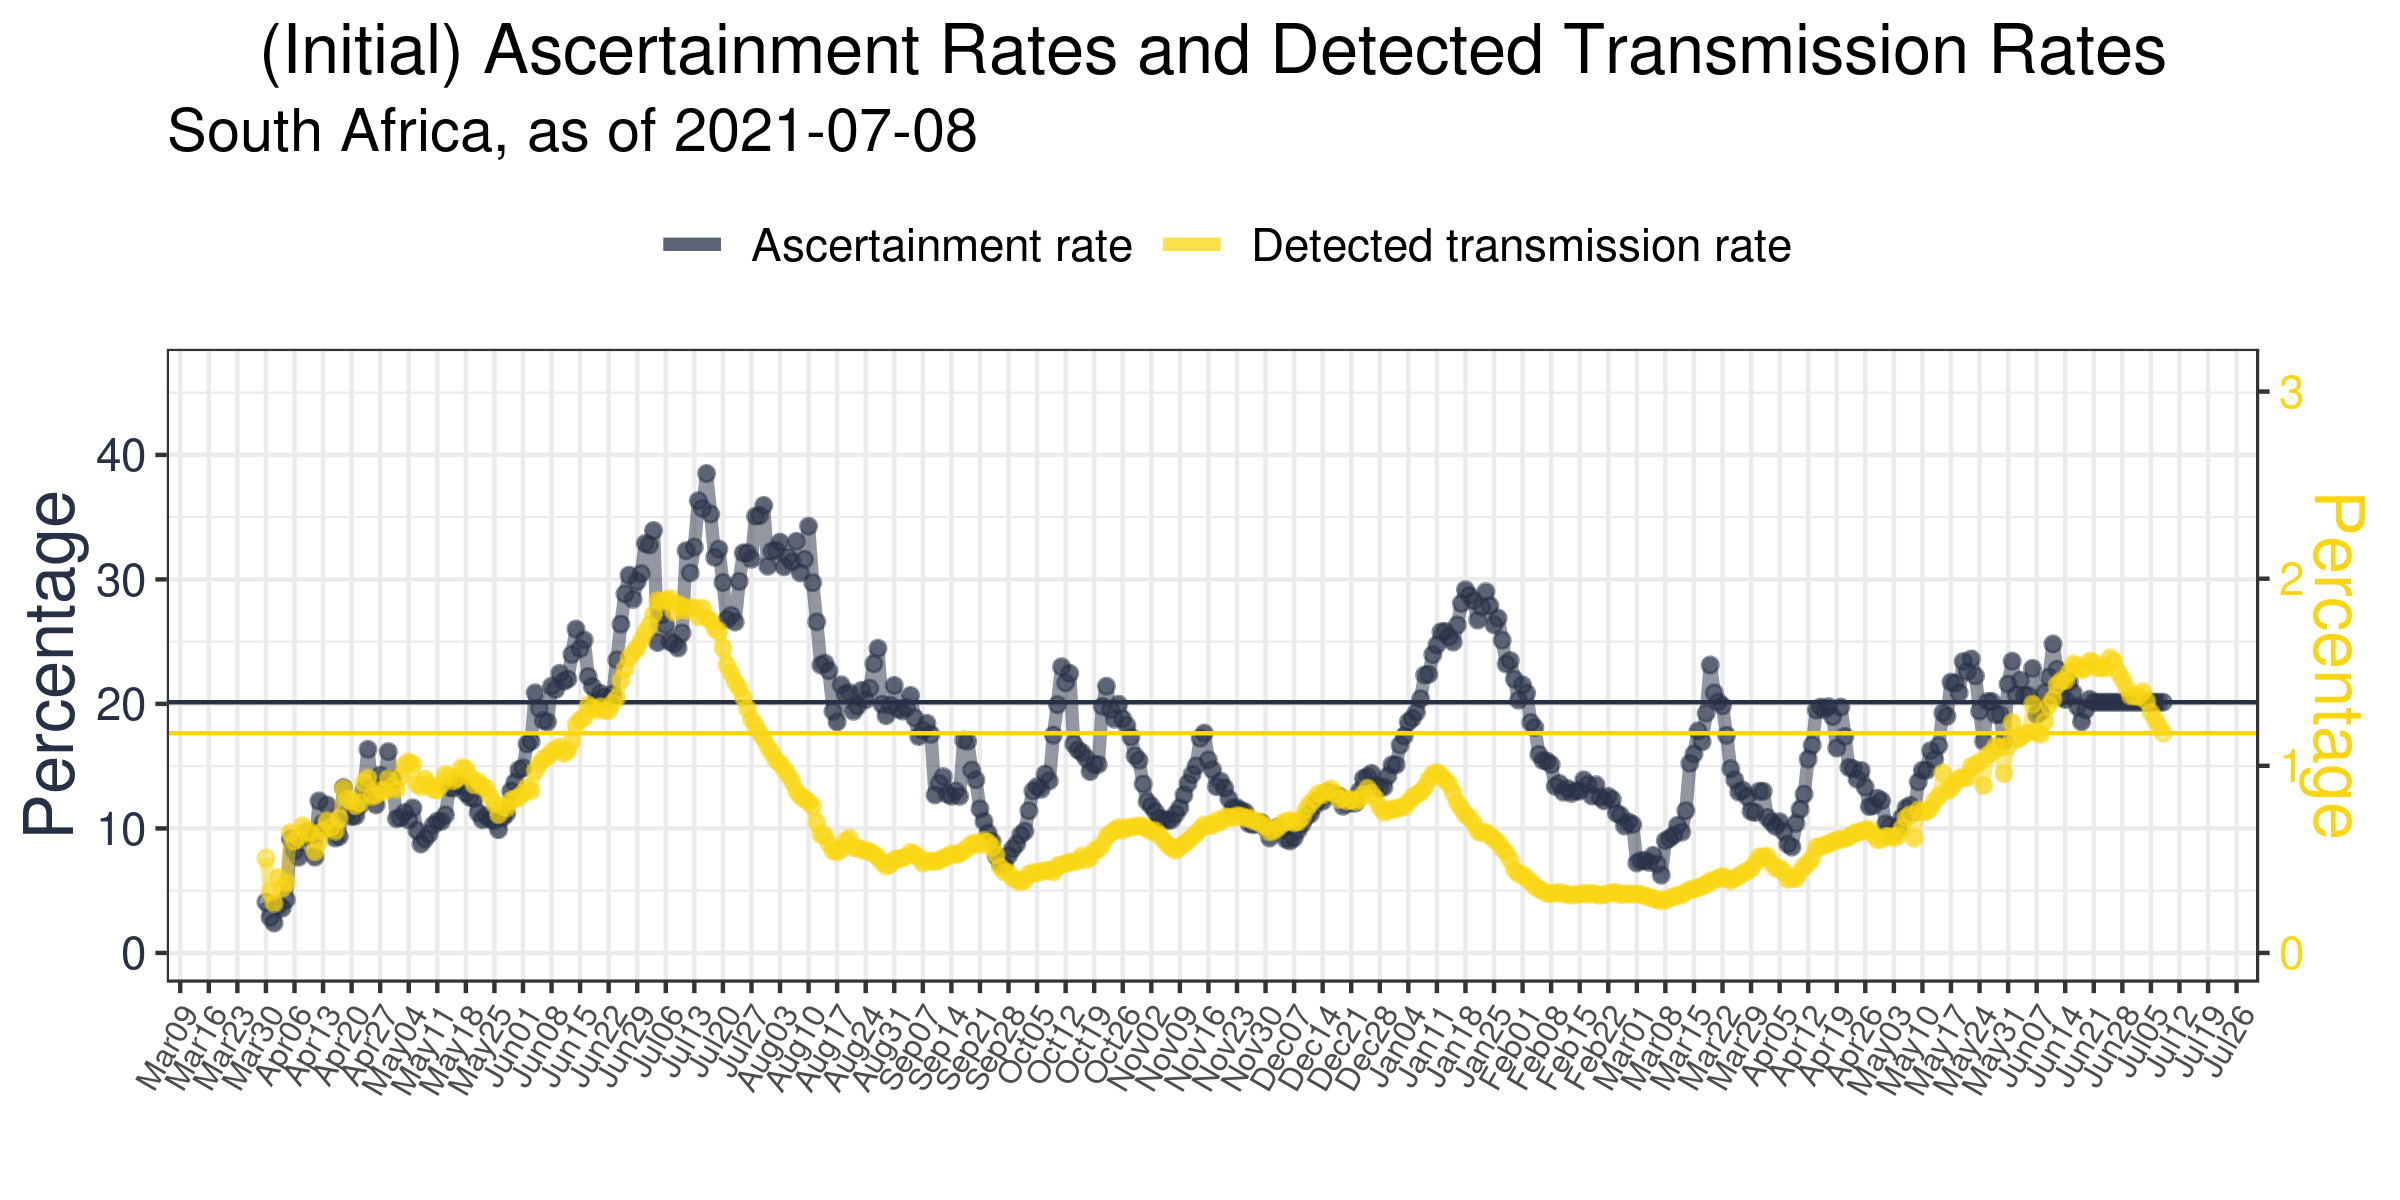 (Initial) Ascertainment Rates and Detected Transmission Rates
South Africa, as of 2021-07-08
Ascertainment rate Detected transmission rate
Percentage
40
30
20
10
0
3
2
1
0
Percentage
Mar09 Mar16 Mar23 Mar30 Apr06 Apr13 Apr20 Apr27 May04 May11 May18 May25 Jun01 Jun08 Jun15 Jun22 Jun29 Jul06 Jul13 Jul20 Jul27 Aug03 Aug10 Aug17 Aug24 Aug31 Sep07 Sep14 Sep21 Sep28 Oct05 Oct12 Oct19 Oct26 Nov02 Nov09 Nov16 Nov23 Nov30 Dec07 Dec14 Dec21 Dec28 Jan04 Jan11 Jan18 Jan25 Feb01 Feb08 Feb15 Feb22 Mar01 Mar08 Mar15 Mar22 Mar29 Apr05 Apr12 Apr19 Apr26 May03 May10 May17 May24 May31 Jun07 Jun14 Jun21 Jun28 Jul05 Jul12 Jul19 Jul26